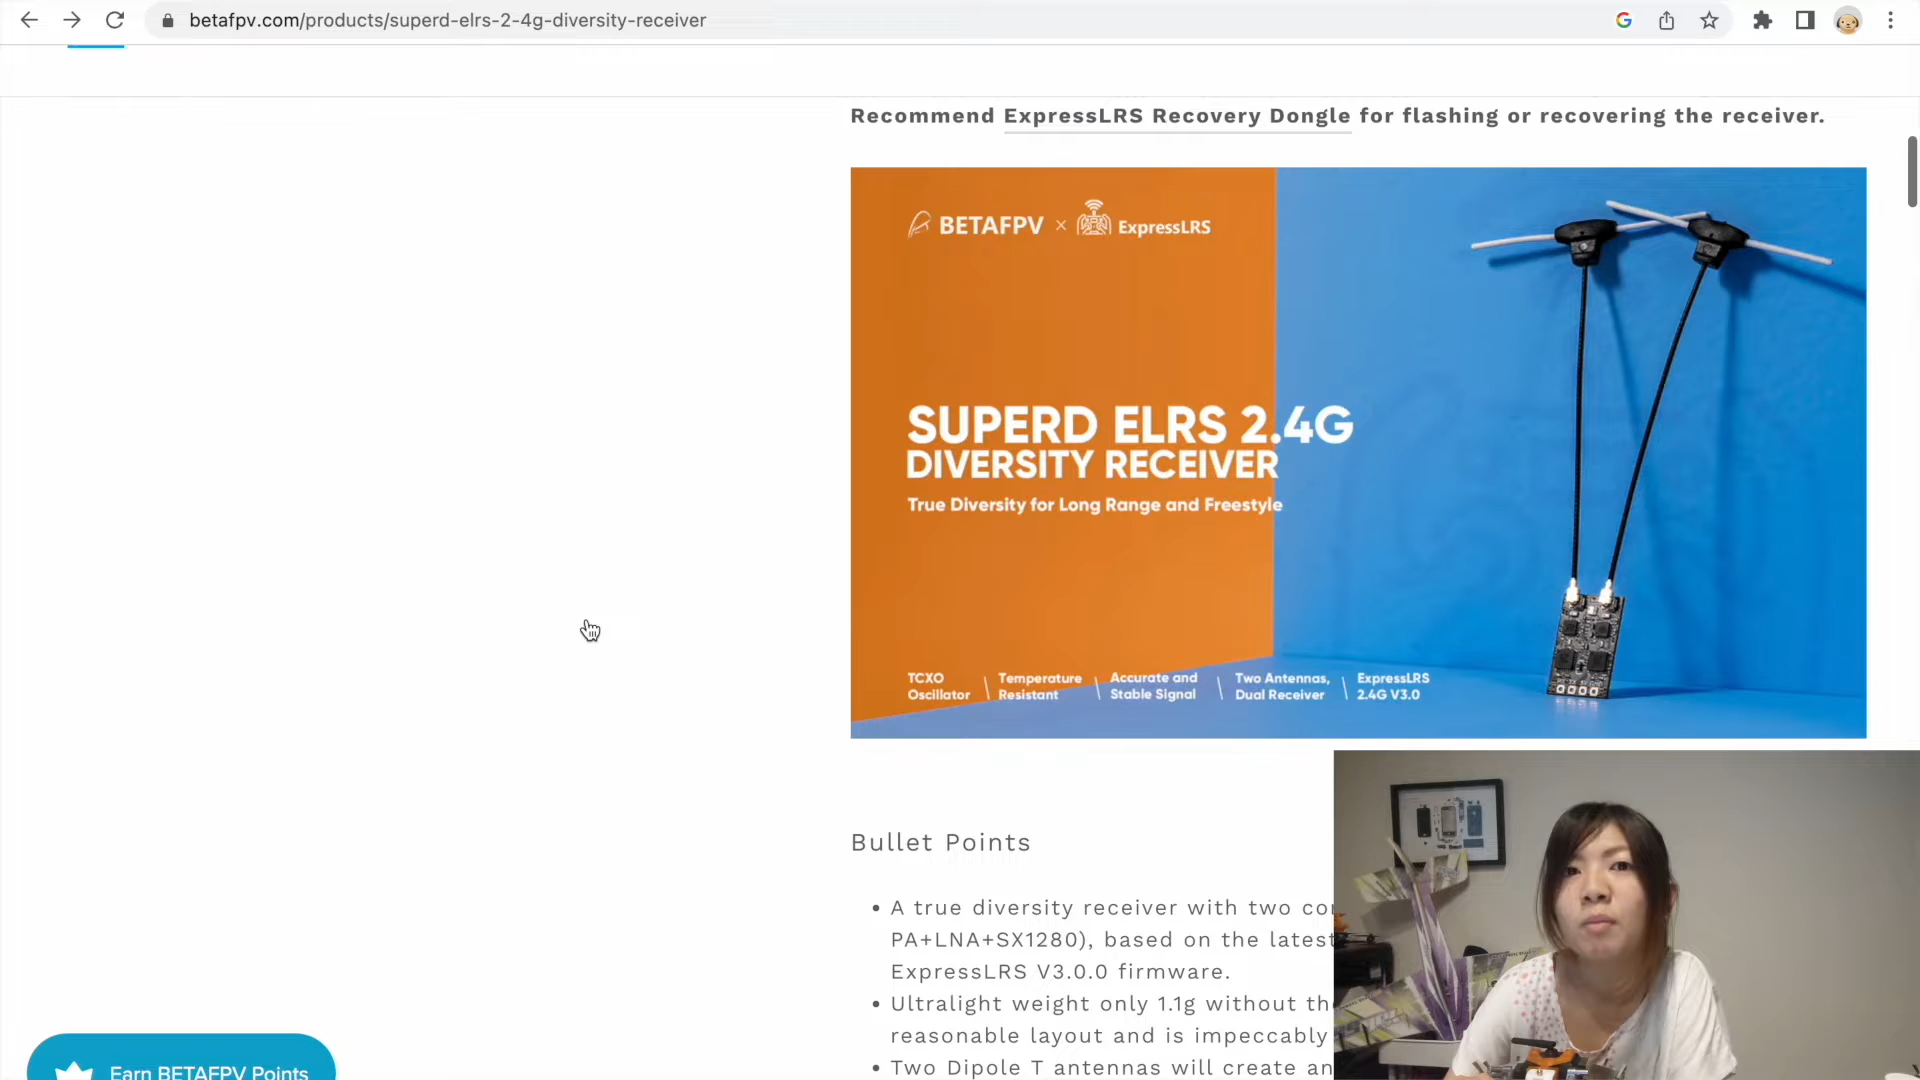 betafpv.com/products/superd-elrs-2-4g-diversity-receiver
Recommend ExpressLRS Recovery Dongle for flashing or recovering the receiver.
BETAFPV × ExpressLRS
SUPERD ELRS 2.4G
DIVERSITY RECEIVER
True Diversity for Long Range and Freestyle
TCXO
Oscillator
Temperature
Resistant
Accurate and
Stable Signal
Two Antennas,
Dual Receiver
ExpressLRS
2.4G V3.0
Bullet Points
• A true diversity receiver with two
PA+LNA+SX1280), based on the latest
ExpressLRS V3.0.0 firmware.
• Ultralight weight only 1.1g without
reasonable layout and is impeccably
• Two Dipole T antennas will create an
Earn BETAFPV Points